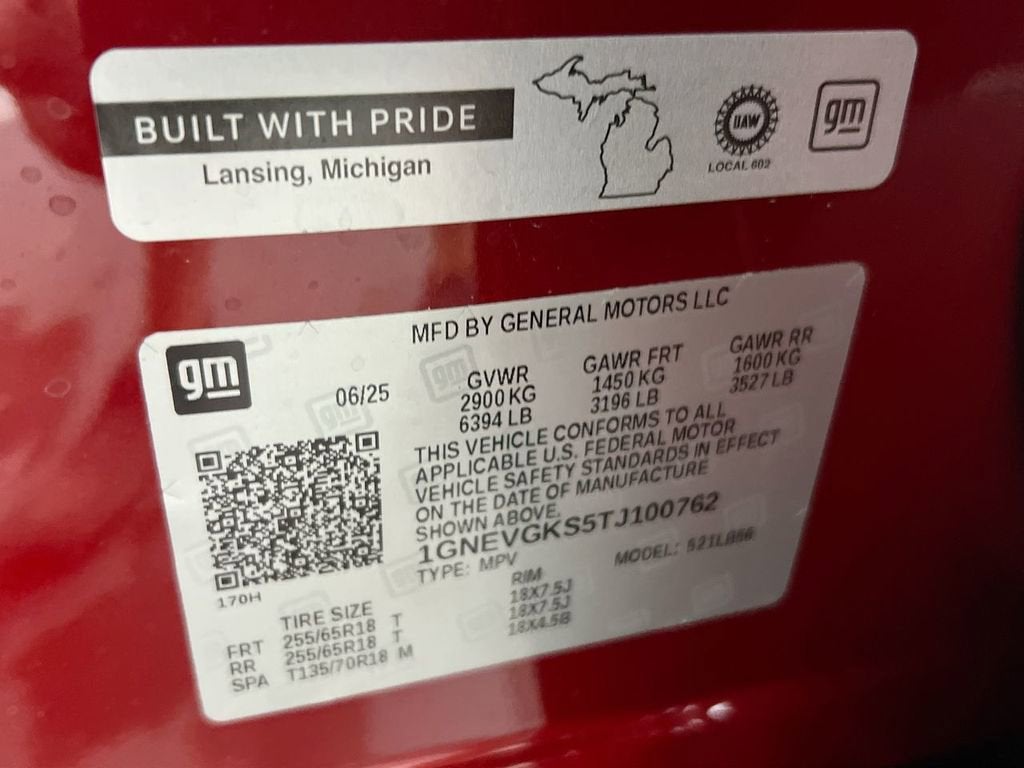 BUILT WITH PRIDE
Lansing, Michigan
UAW
LOCAL 602
gm
MFD BY GENERAL MOTORS LLC
gm
06/25
GVWR
2900 KG
6394 LB
GAWR FRT
1450 KG
3196 LB
GAWR RR
1600 KG
3527 LB
THIS VEHICLE CONFORMS TO ALL
APPLICABLE U.S. FEDERAL MOTOR
VEHICLE SAFETY STANDARDS IN EFFECT
ON THE DATE OF MANUFACTURE
SHOWN ABOVE.
1GNEVGKS5TJ100762
TYPE: MPV
MODEL:
170H
TIRE SIZE RIM
FRT 255/65R18 T 18X7.5J
RR 255/65R18 T 18X7.5J
SPA T135/70R18 M 18X4.5B